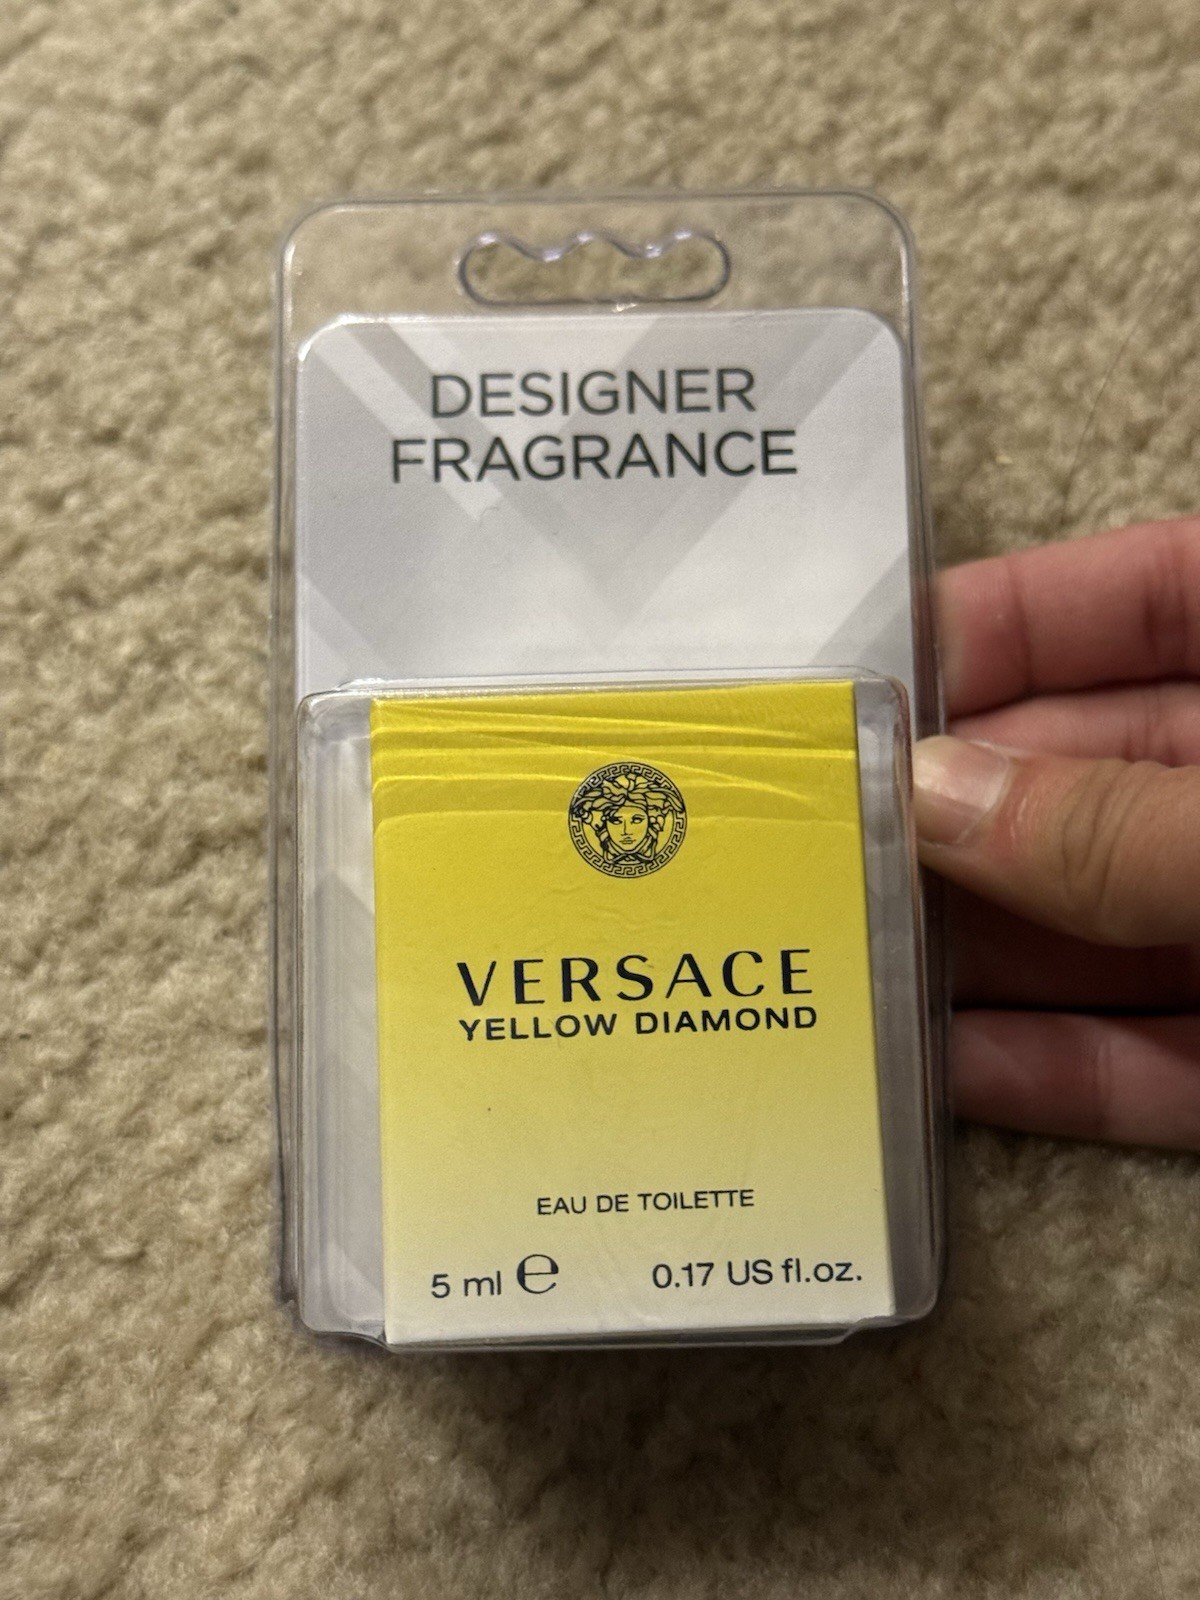 DESIGNER
FRAGRANCE
VERSACE
YELLOW DIAMOND
EAU DE TOILETTE
5 ml ℮ 0.17 US fl.oz.